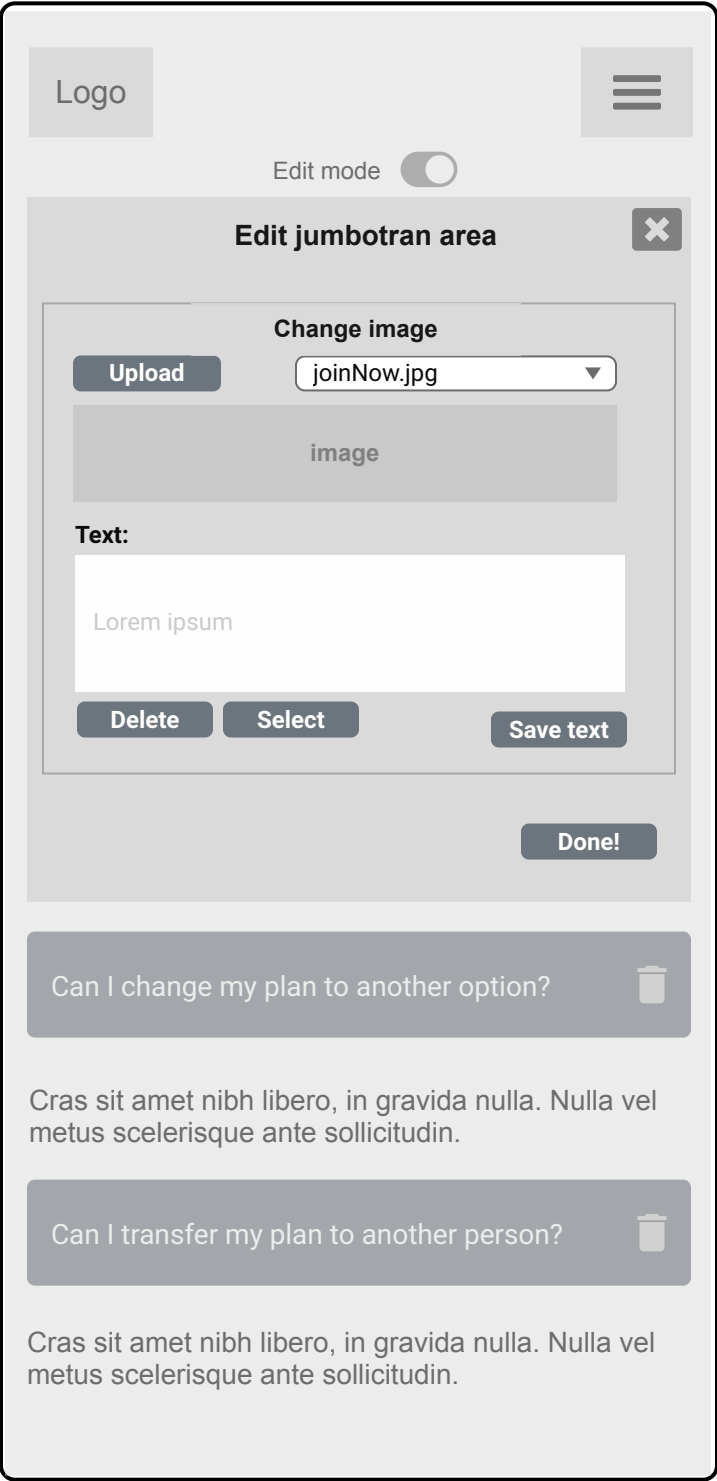 Logo
Edit mode
Edit jumbotran area
Change image
Upload
joinNow.jpg
image
Text:
Lorem ipsum
Delete
Select
Save text
Done!
Can I change my plan to another option?
Cras sit amet nibh libero, in gravida nulla. Nulla vel
metus scelerisque ante sollicitudin.
Can I transfer my plan to another person?
Cras sit amet nibh libero, in gravida nulla. Nulla vel
metus scelerisque ante sollicitudin.